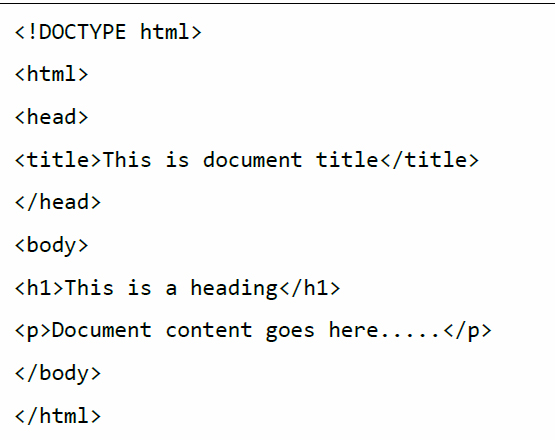 <!DOCTYPE html>
<html>
<head>
<title>This is document title</title>
</head>
<body>
<h1>This is a heading</h1>
<p>Document content goes here.....</p>
</body>
</html>